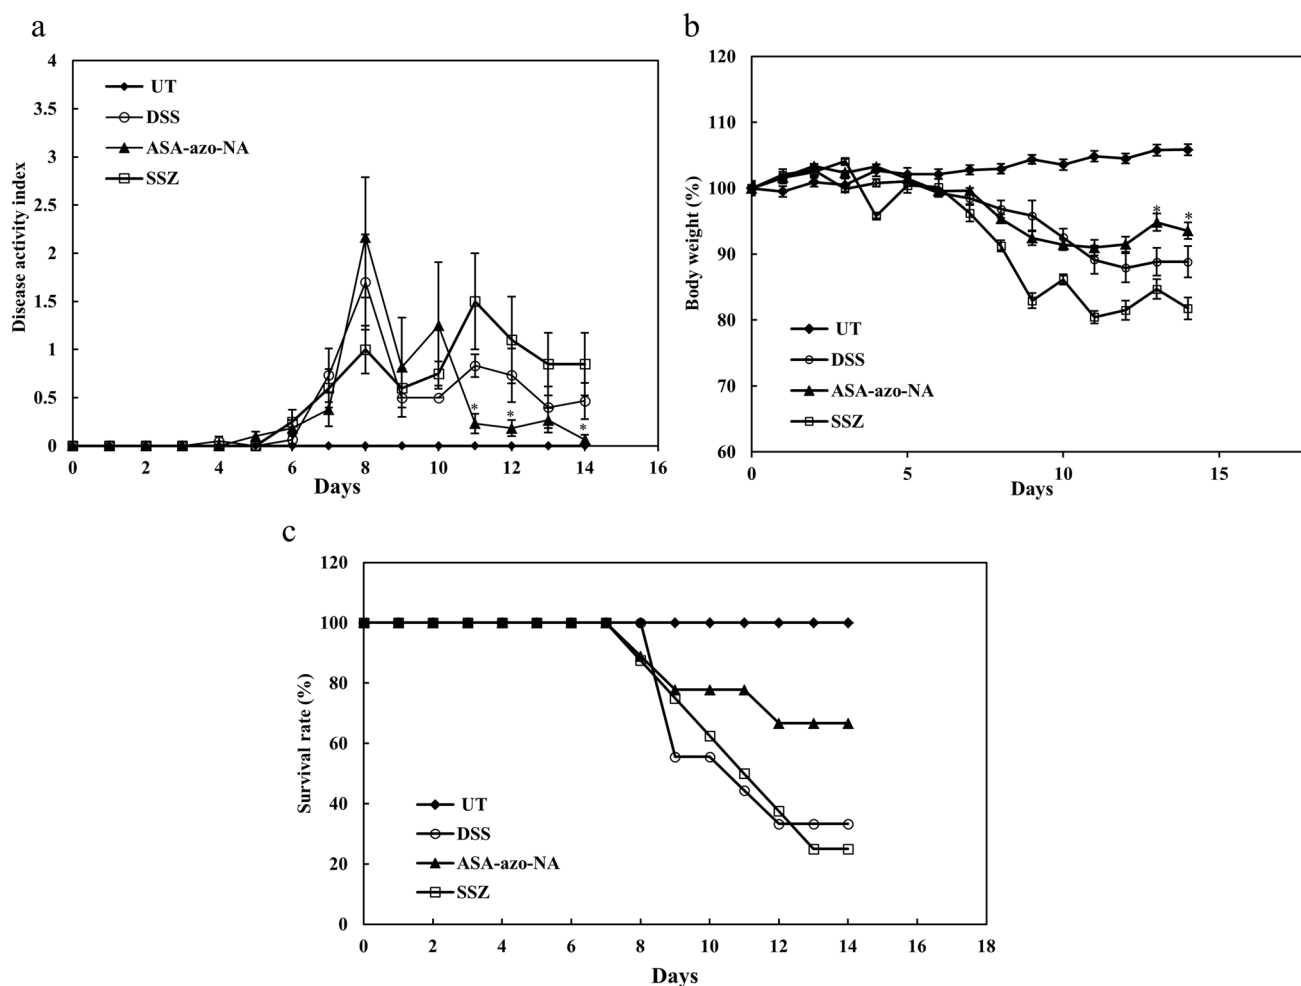 a
4
3.5
3
2.5
2
1.5
1
0.5
0
Disease activity index
UT
DSS
ASA-azo-NA
SSZ
* * *
0 2 4 6 8 10 12 14 16
Days
b
120
110
100
90
80
70
60
Body weight (%)
* *
UT
DSS
ASA-azo-NA
SSZ
0 5 10 15
Days
c
120
100
80
60
40
20
0
Survival rate (%)
UT
DSS
ASA-azo-NA
SSZ
0 2 4 6 8 10 12 14 16 18
Days